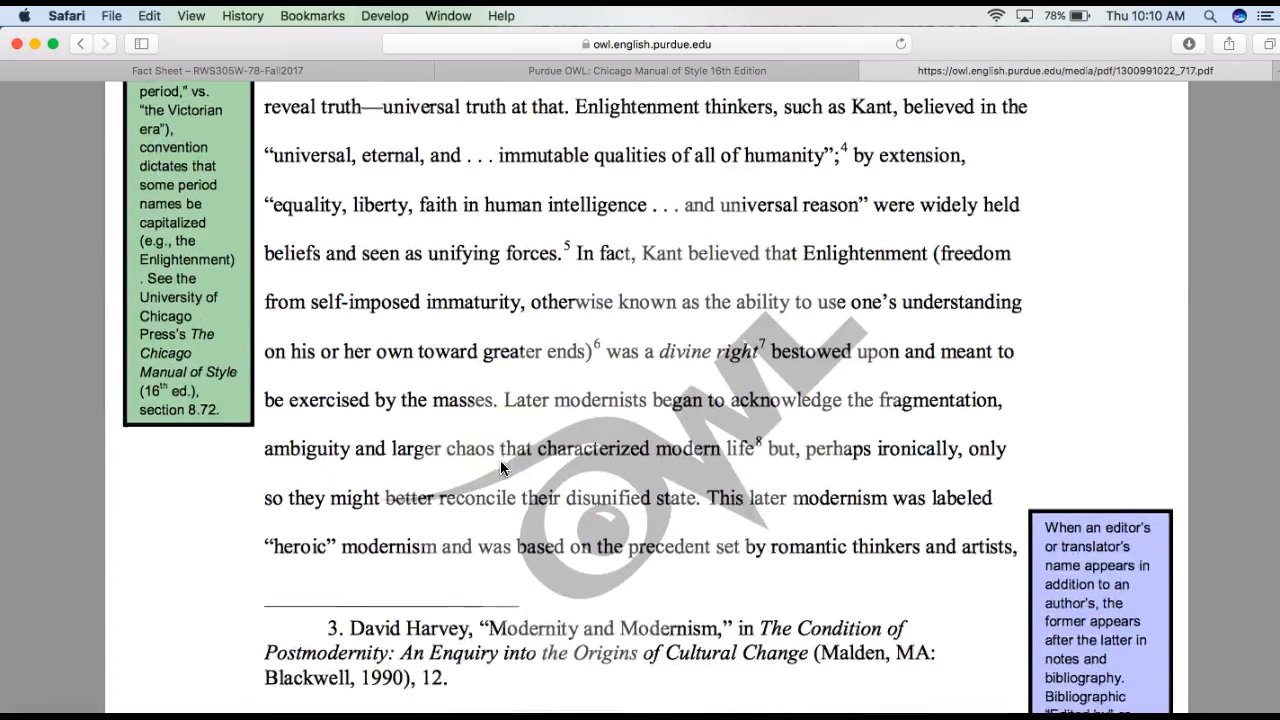 Safari File Edit View History Bookmarks Develop Window Help 78% Thu 10:10 AM
owl.english.purdue.edu
Fact Sheet – RWS305W-78-Fall2017
Purdue OWL: Chicago Manual of Style 16th Edition
https://owl.english.purdue.edu/media/pdf/1300991022_717.pdf
period,” vs.
“the Victorian
era”),
convention
dictates that
some period
names be
capitalized
(e.g., the
Enlightenment)
. See the
University of
Chicago
Press’s The
Chicago
Manual of Style
(16th ed.),
section 8.72.
reveal truth—universal truth at that. Enlightenment thinkers, such as Kant, believed in the
“universal, eternal, and . . . immutable qualities of all of humanity”;4 by extension,
“equality, liberty, faith in human intelligence . . . and universal reason” were widely held
beliefs and seen as unifying forces.5 In fact, Kant believed that Enlightenment (freedom
from self-imposed immaturity, otherwise known as the ability to use one’s understanding
on his or her own toward greater ends)6 was a divine right7 bestowed upon and meant to
be exercised by the masses. Later modernists began to acknowledge the fragmentation,
ambiguity and larger chaos that characterized modern life8 but, perhaps ironically, only
so they might better reconcile their disunified state. This later modernism was labeled
“heroic” modernism and was based on the precedent set by romantic thinkers and artists,
OWL
3. David Harvey, “Modernity and Modernism,” in The Condition of
Postmodernity: An Enquiry into the Origins of Cultural Change (Malden, MA:
Blackwell, 1990), 12.
When an editor’s
or translator’s
name appears in
addition to an
author’s, the
former appears
after the latter in
notes and
bibliography.
Bibliographic